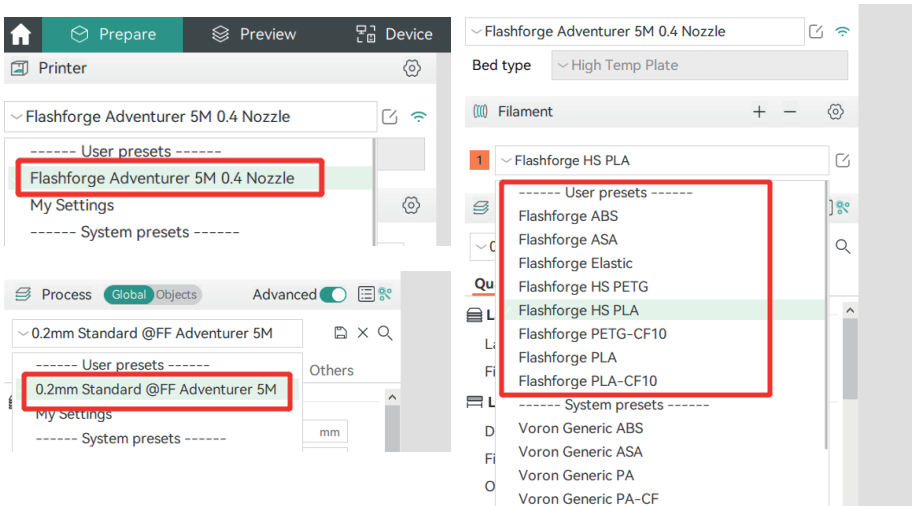 Prepare
Preview
Device
Printer
Flashforge Adventurer 5M 0.4 Nozzle
------ User presets ------
Flashforge Adventurer 5M 0.4 Nozzle
My Settings
------ System presets ------
Process
Global
Objects
Advanced
0.2mm Standard @FF Adventurer 5M
------ User presets ------
Others
0.2mm Standard @FF Adventurer 5M
My Settings
mm
------ System presets ------
Flashforge Adventurer 5M 0.4 Nozzle
Bed type
High Temp Plate
Filament
1
Flashforge HS PLA
------ User presets ------
Flashforge ABS
Flashforge ASA
Flashforge Elastic
Qu
Flashforge HS PETG
Flashforge HS PLA
L
Flashforge PETG-CF10
La
Flashforge PLA
Fi
Flashforge PLA-CF10
------ System presets ------
L
Voron Generic ABS
D
Voron Generic ASA
Fi
Voron Generic PA
O
Voron Generic PA-CF